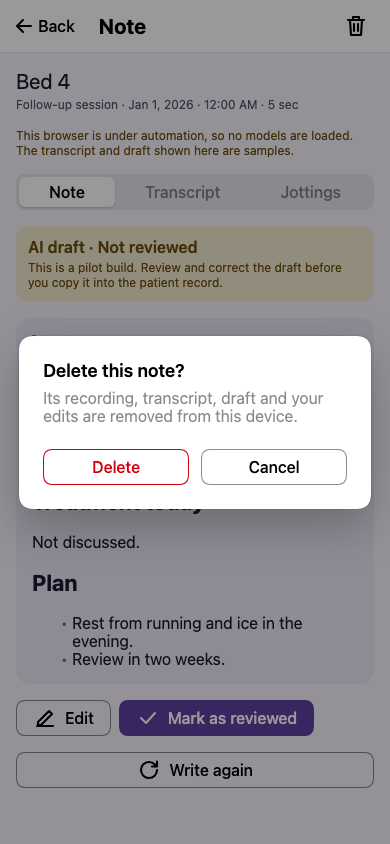 Back Note
Bed 4
Follow-up session · Jan 1, 2026 · 12:00 AM · 5 sec
This browser is under automation, so no models are loaded.
The transcript and draft shown here are samples.
Note Transcript Jottings
AI draft · Not reviewed
This is a pilot build. Review and correct the draft before
you copy it into the patient record.
Delete this note?
Its recording, transcript, draft and your
edits are removed from this device.
Delete Cancel
Not discussed.
Plan
• Rest from running and ice in the
evening.
• Review in two weeks.
Edit Mark as reviewed
Write again